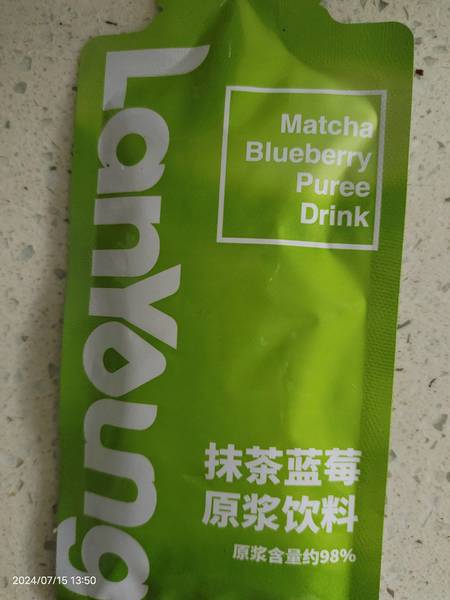 LanYoung
Matcha
Blueberry
Puree
Drink
抹茶蓝莓
原浆饮料
原浆含量约98%
2024/07/15 13:50